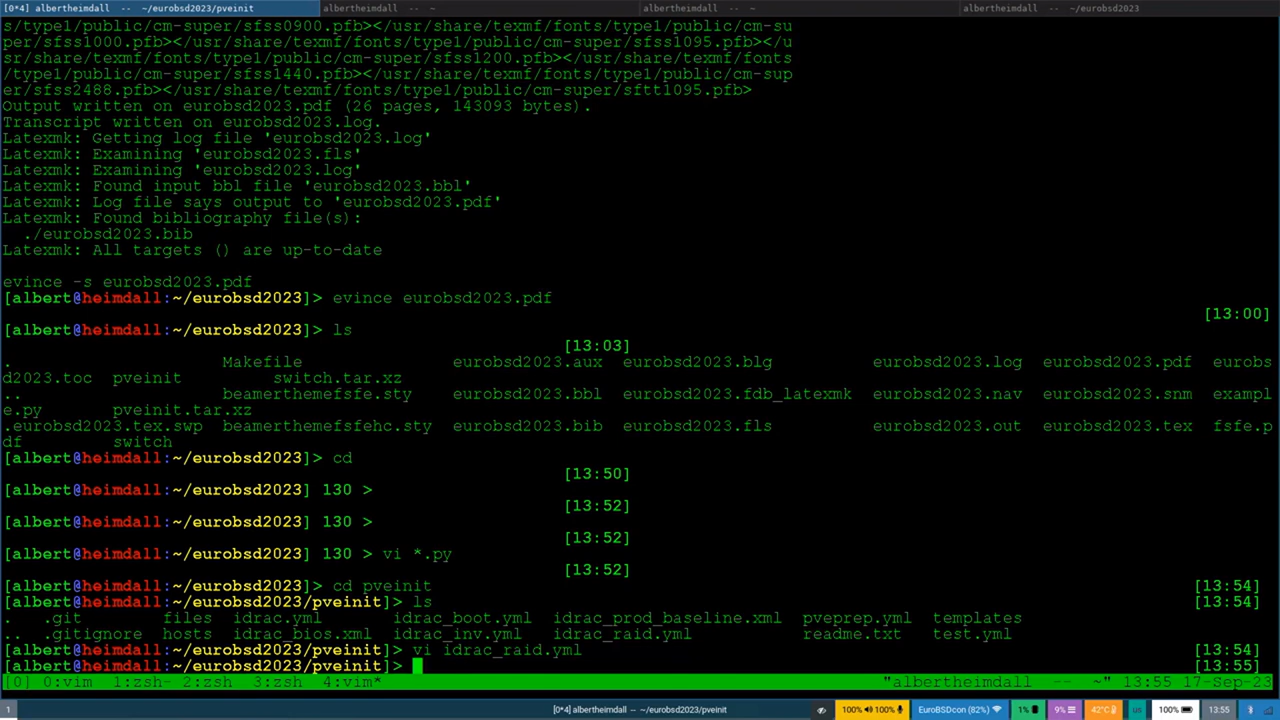 [0*4] albertheimdall -- ~/eurobsd2023/pveinit albertheimdall -- ~ albertheimdall -- ~ albertheimdall -- ~/eurobsd2023
s/type1/public/cm-super/sfss0900.pfb></usr/share/texmf/fonts/type1/public/cm-su
per/sfss1000.pfb></usr/share/texmf/fonts/type1/public/cm-super/sfss1095.pfb></u
sr/share/texmf/fonts/type1/public/cm-super/sfss1200.pfb></usr/share/texmf/fonts
/type1/public/cm-super/sfss1440.pfb></usr/share/texmf/fonts/type1/public/cm-sup
er/sfss2488.pfb></usr/share/texmf/fonts/type1/public/cm-super/sftt1095.pfb>
Output written on eurobsd2023.pdf (26 pages, 143093 bytes).
Transcript written on eurobsd2023.log.
Latexmk: Getting log file 'eurobsd2023.log'
Latexmk: Examining 'eurobsd2023.fls'
Latexmk: Examining 'eurobsd2023.log'
Latexmk: Found input bbl file 'eurobsd2023.bbl'
Latexmk: Log file says output to 'eurobsd2023.pdf'
Latexmk: Found bibliography file(s):
./eurobsd2023.bib
Latexmk: All targets () are up-to-date
evince -s eurobsd2023.pdf
[albert@heimdall:~/eurobsd2023]> evince eurobsd2023.pdf
[13:00]
[albert@heimdall:~/eurobsd2023]> ls
[13:03]
. Makefile eurobsd2023.aux eurobsd2023.blg eurobsd2023.log eurobsd2023.pdf eurobs
d2023.toc pveinit switch.tar.xz
.. beamerthemefsfe.sty eurobsd2023.bbl eurobsd2023.fdb_latexmk eurobsd2023.nav eurobsd2023.snm exampl
e.py pveinit.tar.xz
.eurobsd2023.tex.swp beamerthemefsfehc.sty eurobsd2023.bib eurobsd2023.fls eurobsd2023.out eurobsd2023.tex fsfe.p
df switch
[albert@heimdall:~/eurobsd2023]> cd
[13:50]
[albert@heimdall:~/eurobsd2023] 130 >
[13:52]
[albert@heimdall:~/eurobsd2023] 130 >
[13:52]
[albert@heimdall:~/eurobsd2023] 130 > vi *.py
[13:52]
[albert@heimdall:~/eurobsd2023]> cd pveinit [13:54]
[albert@heimdall:~/eurobsd2023/pveinit]> ls [13:54]
. .git files idrac.yml idrac_boot.yml idrac_prod_baseline.xml pveprep.yml templates
.. .gitignore hosts idrac_bios.xml idrac_inv.yml idrac_raid.yml readme.txt test.yml
[albert@heimdall:~/eurobsd2023/pveinit]> vi idrac_raid.yml [13:54]
[albert@heimdall:~/eurobsd2023/pveinit]> [13:55]
[0] 0:vim 1:zsh- 2:zsh 3:zsh 4:vim* "albertheimdall -- ~" 13:55 17-Sep-23
1 [0*4] albertheimdall -- ~/eurobsd2023/pveinit 100% 100% EuroBSDcon (82%) 1% 9% 42°C us 100% 13:55